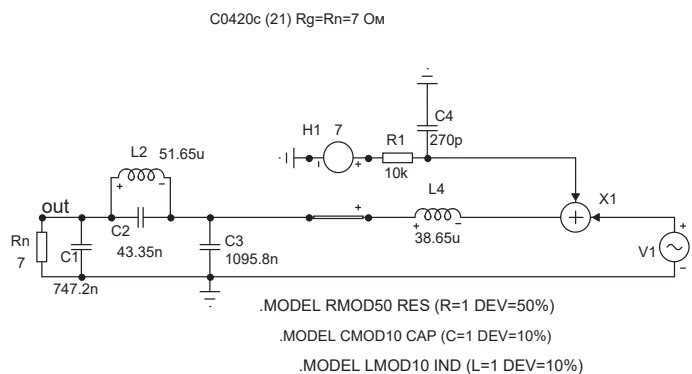 C0420c (21) Rg=Rn=7 Ом
C4
270p
H1 7
R1
10k
L2 51.65u
L4
38.65u
X1
V1
out
Rn
7
C1
747.2n
C2
43.35n
C3
1095.8n
.MODEL RMOD50 RES (R=1 DEV=50%)
.MODEL CMOD10 CAP (C=1 DEV=10%)
.MODEL LMOD10 IND (L=1 DEV=10%)